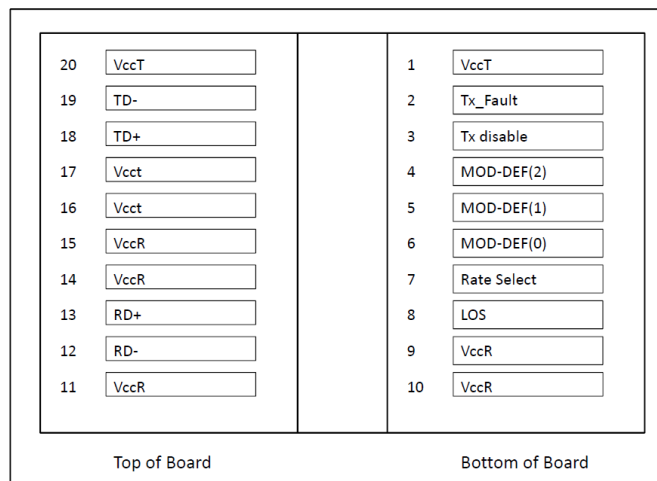 20 VccT
19 TD-
18 TD+
17 Vcct
16 Vcct
15 VccR
14 VccR
13 RD+
12 RD-
11 VccR
Top of Board
1 VccT
2 Tx_Fault
3 Tx disable
4 MOD-DEF(2)
5 MOD-DEF(1)
6 MOD-DEF(0)
7 Rate Select
8 LOS
9 VccR
10 VccR
Bottom of Board